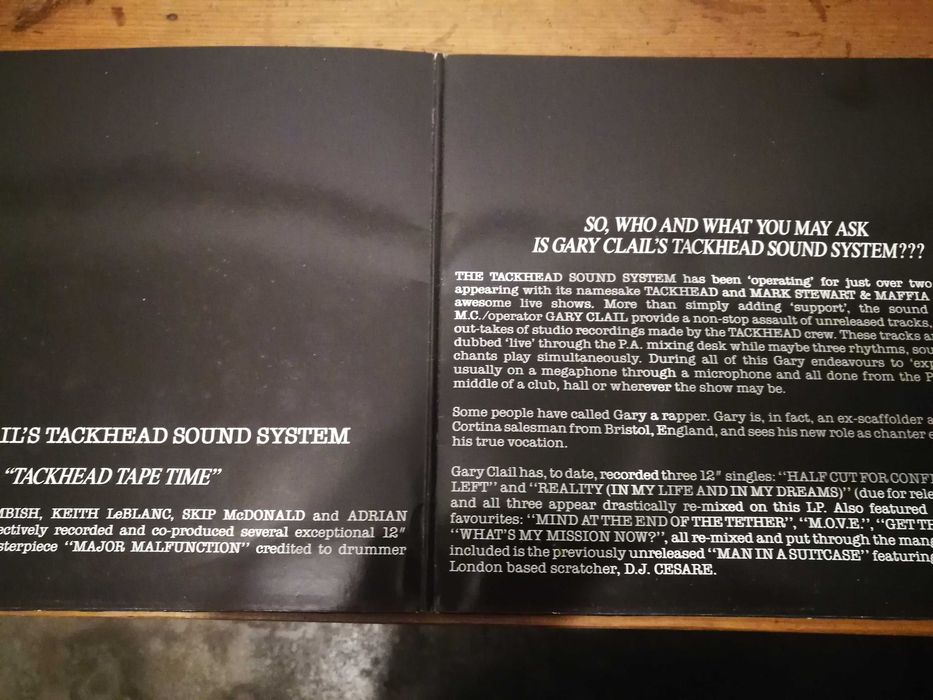 IL'S TACKHEAD SOUND SYSTEM
"TACKHEAD TAPE TIME"
MBISH, KEITH LeBLANC, SKIP McDONALD and ADRIAN
ectively recorded and co-produced several exceptional 12"
sterpiece "MAJOR MALFUNCTION" credited to drummer
SO, WHO AND WHAT YOU MAY ASK
IS GARY CLAIL'S TACKHEAD SOUND SYSTEM???
THE TACKHEAD SOUND SYSTEM has been 'operating' for just over two
appearing with its namesake TACKHEAD and MARK STEWART & MAFFIA
awesome live shows. More than simply adding 'support', the sound
M.C./operator GARY CLAIL provide a non-stop assault of unreleased tracks,
out-takes of studio recordings made by the TACKHEAD crew. These tracks a
dubbed 'live' through the P.A. mixing desk while maybe three rhythms, sou
chants play simultaneously. During all of this Gary endeavours to 'exp
usually on a megaphone through a microphone and all done from the P
middle of a club, hall or wherever the show may be.
Some people have called Gary a rapper. Gary is, in fact, an ex-scaffolder a
Cortina salesman from Bristol, England, and sees his new role as chanter e
his true vocation.
Gary Clail has, to date, recorded three 12" singles: "HALF CUT FOR CONFI
LEFT" and "REALITY (IN MY LIFE AND IN MY DREAMS)" (due for rele
and all three appear drastically re-mixed on this LP. Also featured
favourites: "MIND AT THE END OF THE TETHER", "M.O.V.E.", "GET TH
"WHAT'S MY MISSION NOW?", all re-mixed and put through the mang
included is the previously unreleased "MAN IN A SUITCASE" featuring
London based scratcher, D.J. CESARE.